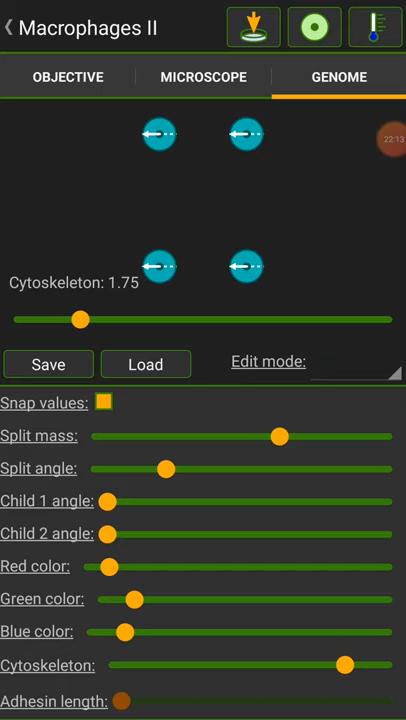 Macrophages II
OBJECTIVE
MICROSCOPE
GENOME
22:13
Cytoskeleton: 1.75
Save
Load
Edit mode:
Snap values:
Split mass:
Split angle:
Child 1 angle:
Child 2 angle:
Red color:
Green color:
Blue color:
Cytoskeleton:
Adhesin length: